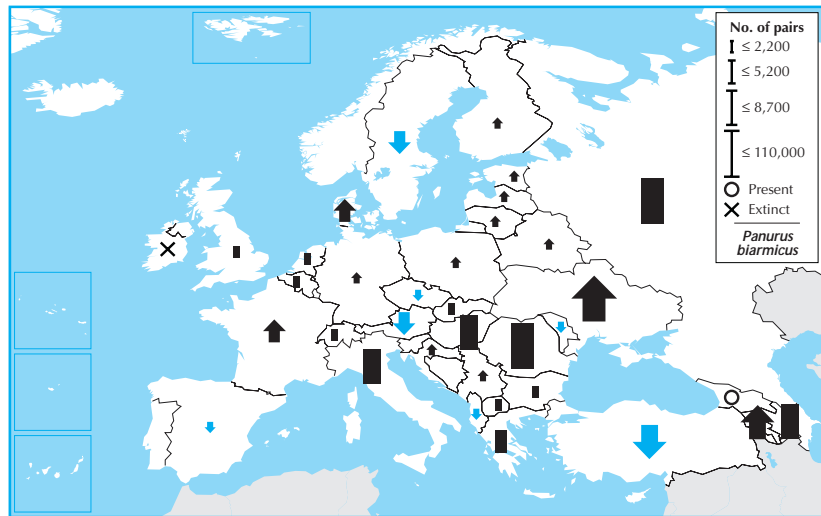 No. of pairs
≤ 2,200
≤ 5,200
≤ 8,700
≤ 110,000
Present
Extinct
Panurus
biarmicus